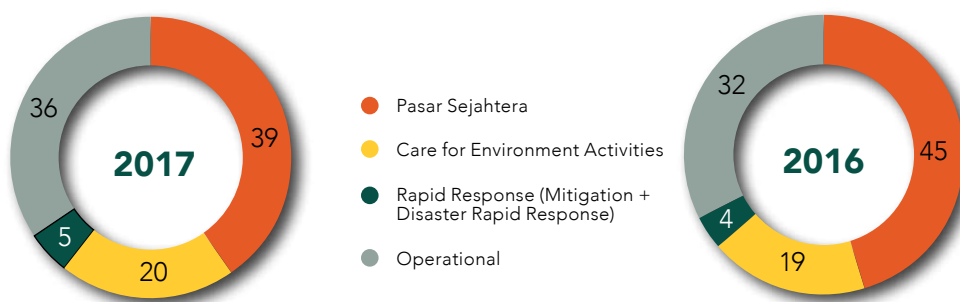 36
39
5
20
2017
Pasar Sejahtera
Care for Environment Activities
Rapid Response (Mitigation +
Disaster Rapid Response)
Operational
32
45
4
19
2016